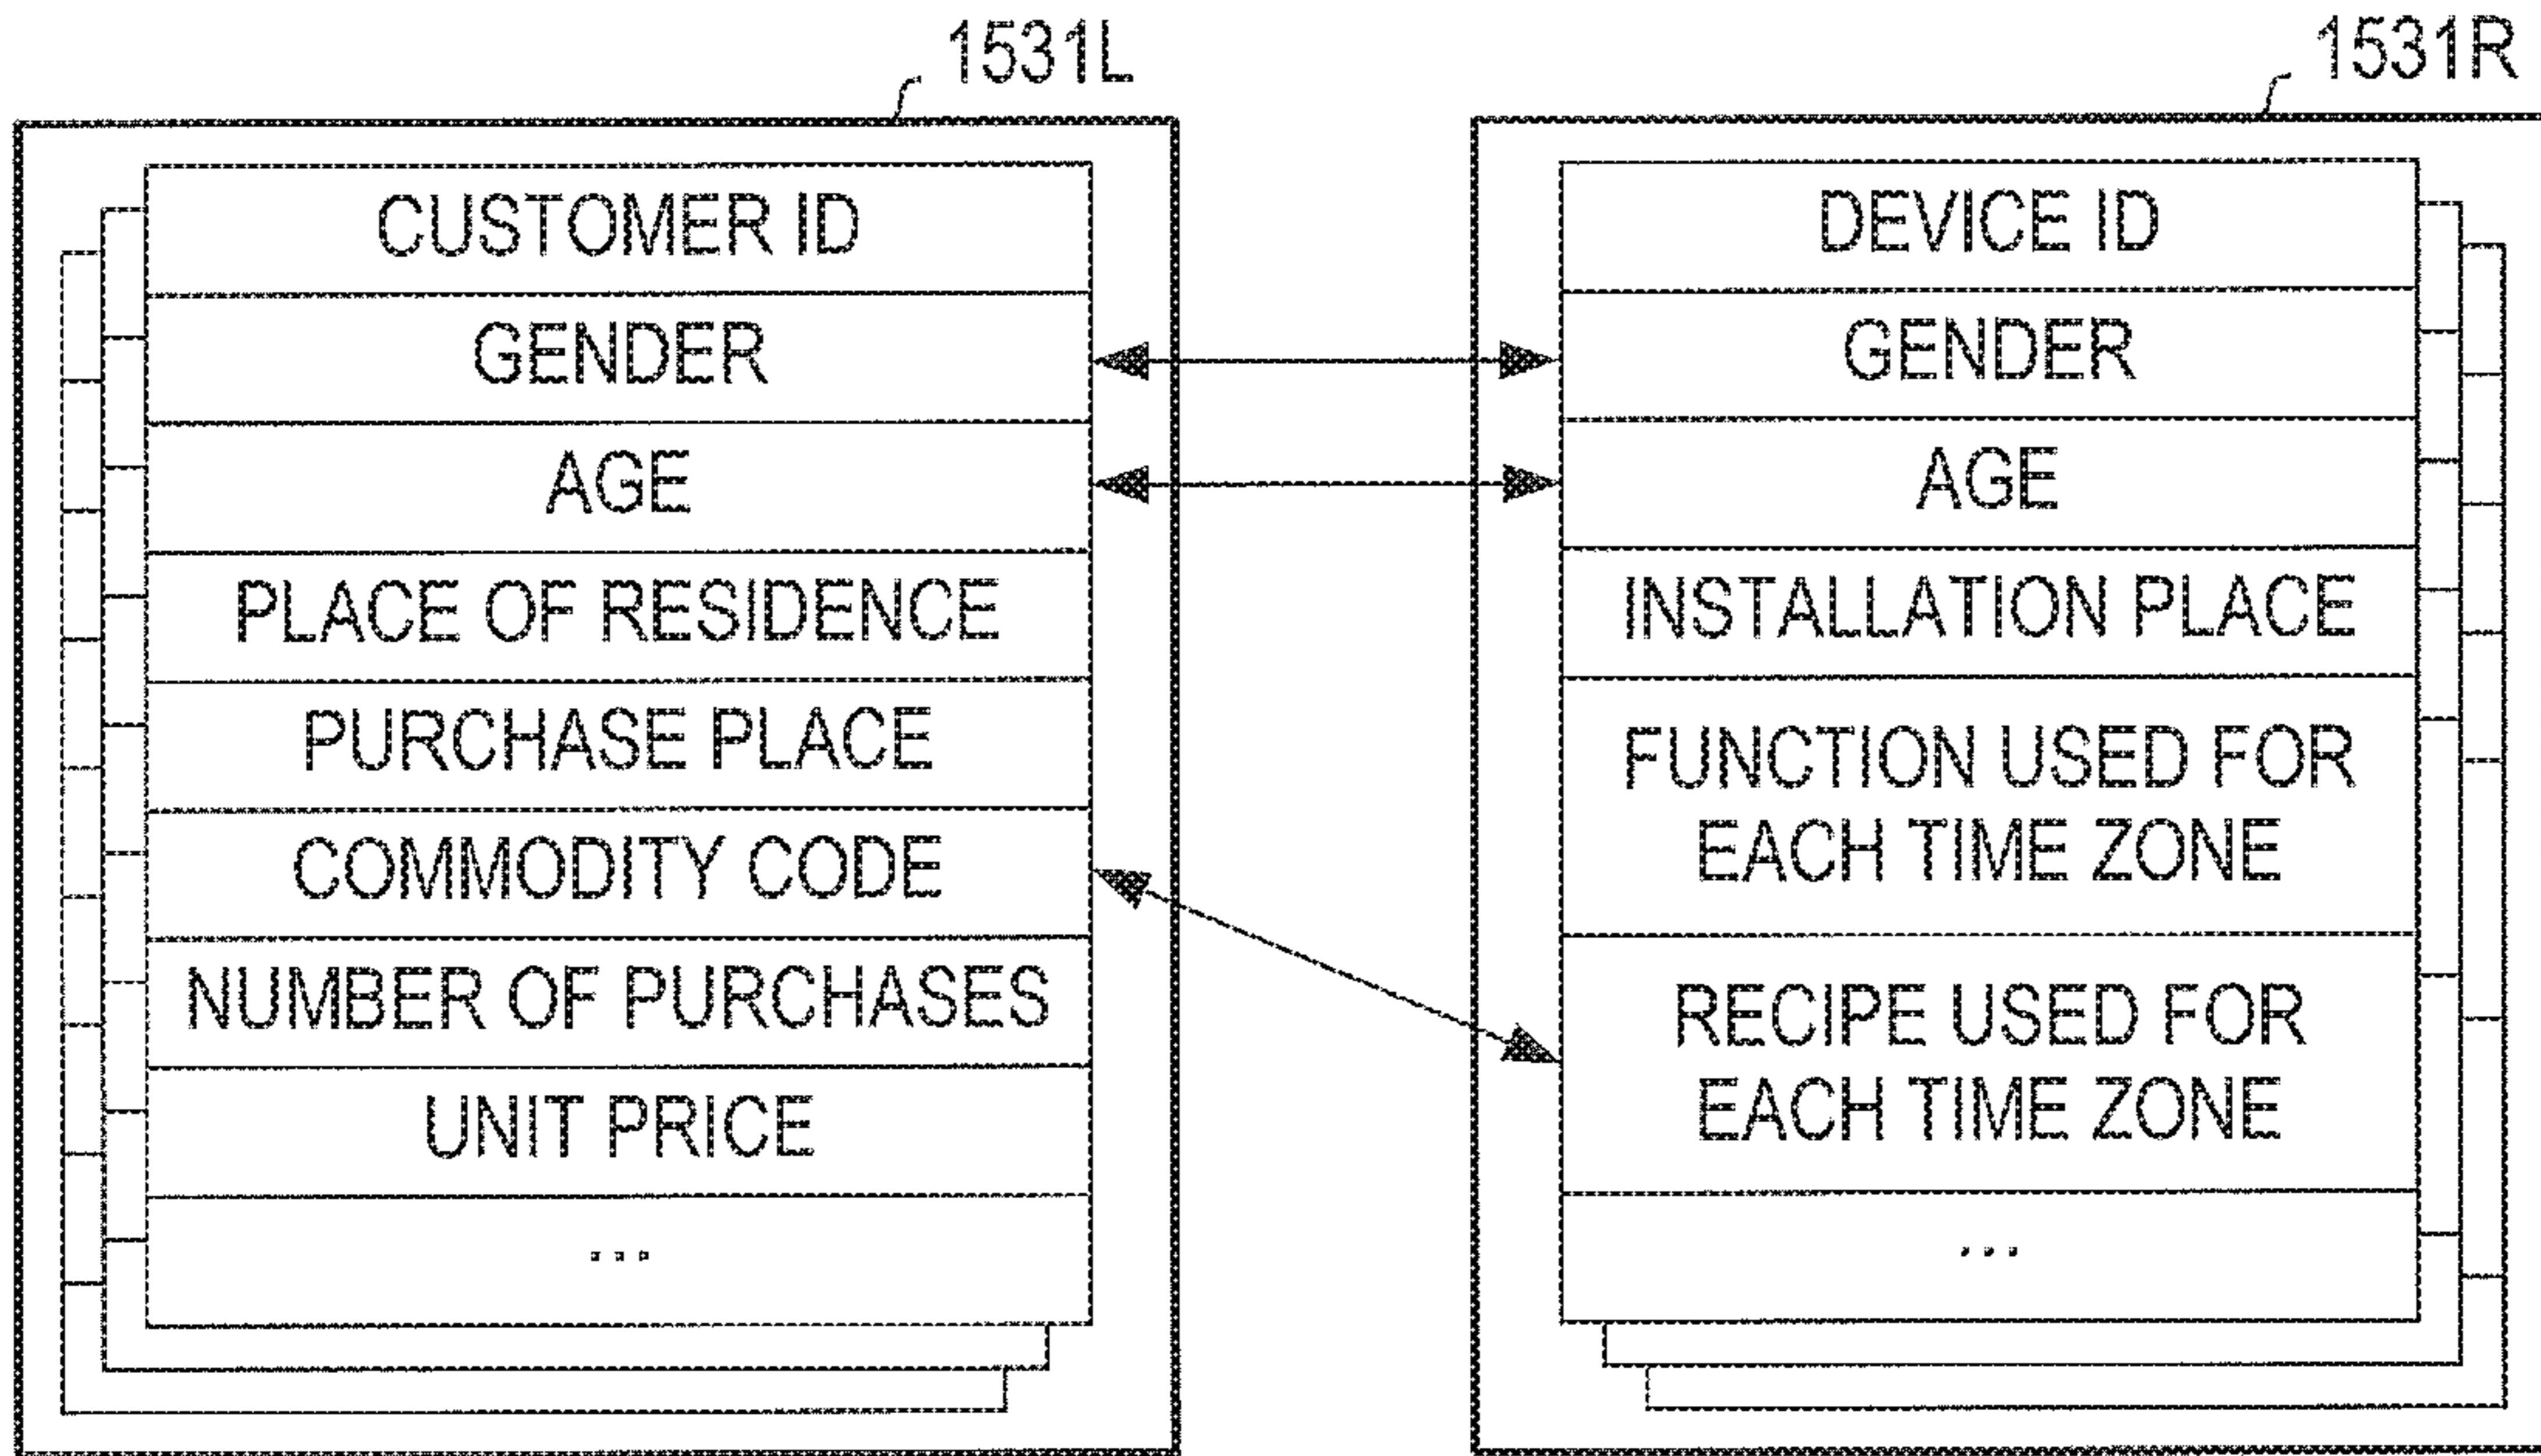 1531L
1531R
CUSTOMER ID
GENDER
AGE
PLACE OF RESIDENCE
PURCHASE PLACE
COMMODITY CODE
NUMBER OF PURCHASES
UNIT PRICE
...
DEVICE ID
GENDER
AGE
INSTALLATION PLACE
FUNCTION USED FOR
EACH TIME ZONE
RECIPE USED FOR
EACH TIME ZONE
...